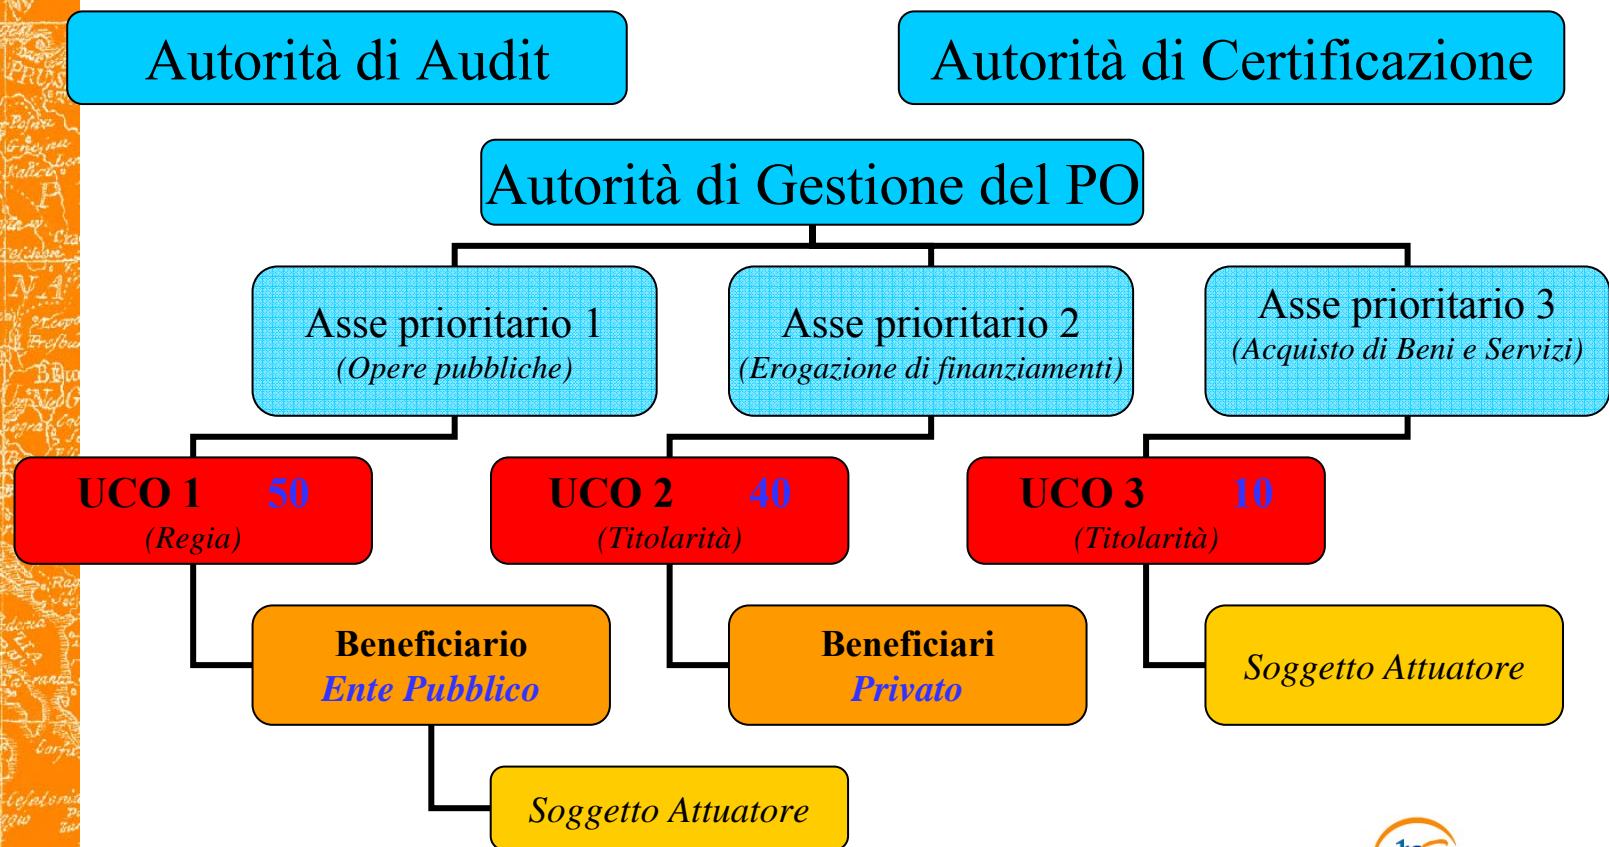 Autorità di Audit
Autorità di Certificazione
Autorità di Gestione del PO
Asse prioritario 1
(Opere pubbliche)
Asse prioritario 2
(Erogazione di finanziamenti)
Asse prioritario 3
(Acquisto di Beni e Servizi)
UCO 1 50
(Regia)
UCO 2 40
(Titolarità)
UCO 3 10
(Titolarità)
Beneficiario
Ente Pubblico
Beneficiari
Privato
Soggetto Attuatore
Soggetto Attuatore